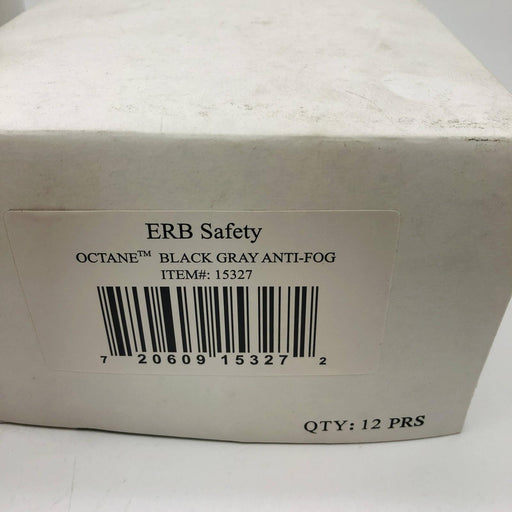 ERB Safety
OCTANE™ BLACK GRAY ANTI-FOG
ITEM#: 15327
7 20609 15327 2
QTY: 12 PRS